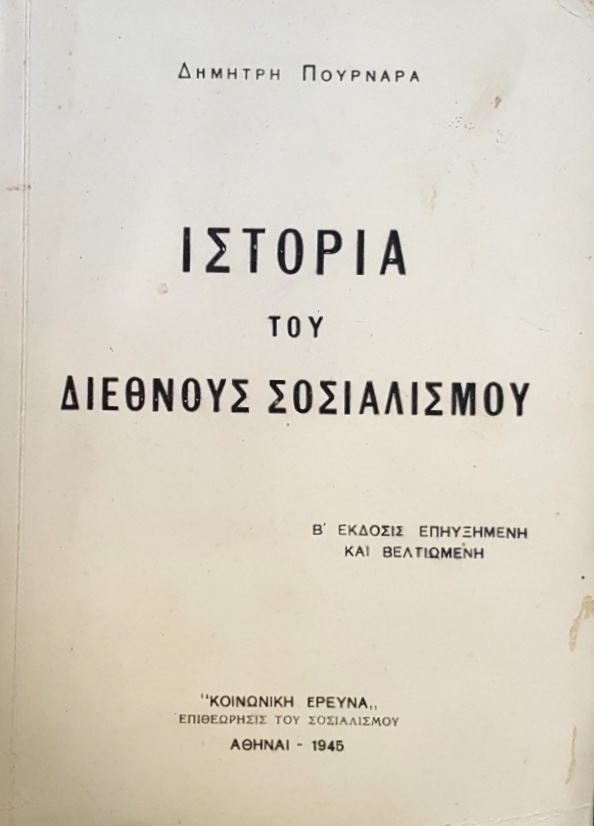 ΔΗΜΗΤΡΗ ΠΟΥΡΝΑΡΑ
ΙΣΤΟΡΙΑ
ΤΟΥ
ΔΙΕΘΝΟΥΣ ΣΟΣΙΑΛΙΣΜΟΥ
Β΄ ΕΚΔΟΣΙΣ ΕΠΗΥΞΗΜΕΝΗ
ΚΑΙ ΒΕΛΤΙΩΜΕΝΗ
"ΚΟΙΝΩΝΙΚΗ ΕΡΕΥΝΑ„
ΕΠΙΘΕΩΡΗΣΙΣ ΤΟΥ ΣΟΣΙΑΛΙΣΜΟΥ
ΑΘΗΝΑΙ - 1945